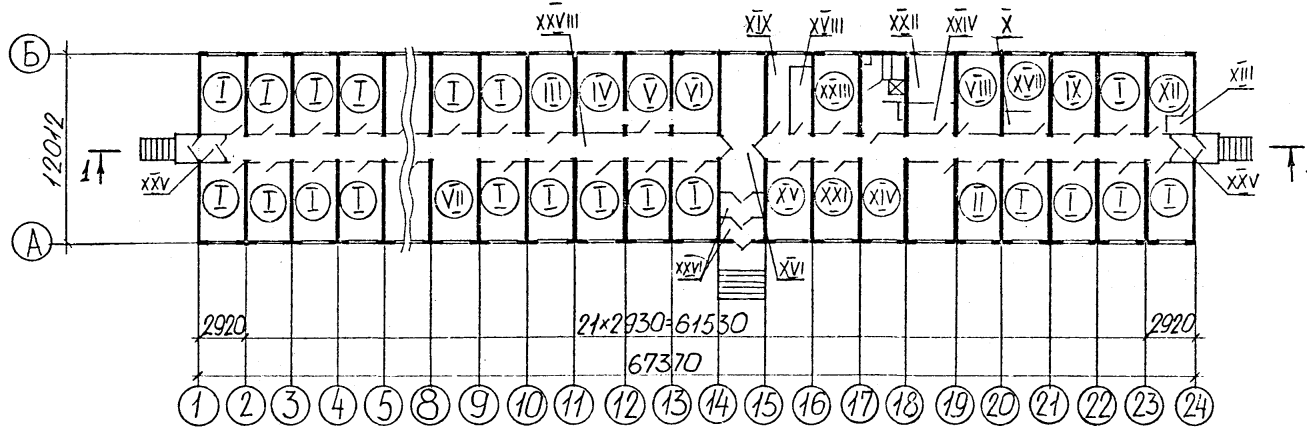 XXVIII XIX XVIII XXII XXIV X
Б
I I I I I I III IV V VI XXIII VIII XVII IX I XII XIII
12012
1 1
XXV XXV
I I I I VII I I I I I XV XXI XIV II I I I I
А
XXVI XVI
2920 21×2930=61530 2920
67370
1 2 3 4 5 8 9 10 11 12 13 14 15 16 17 18 19 20 21 22 23 24